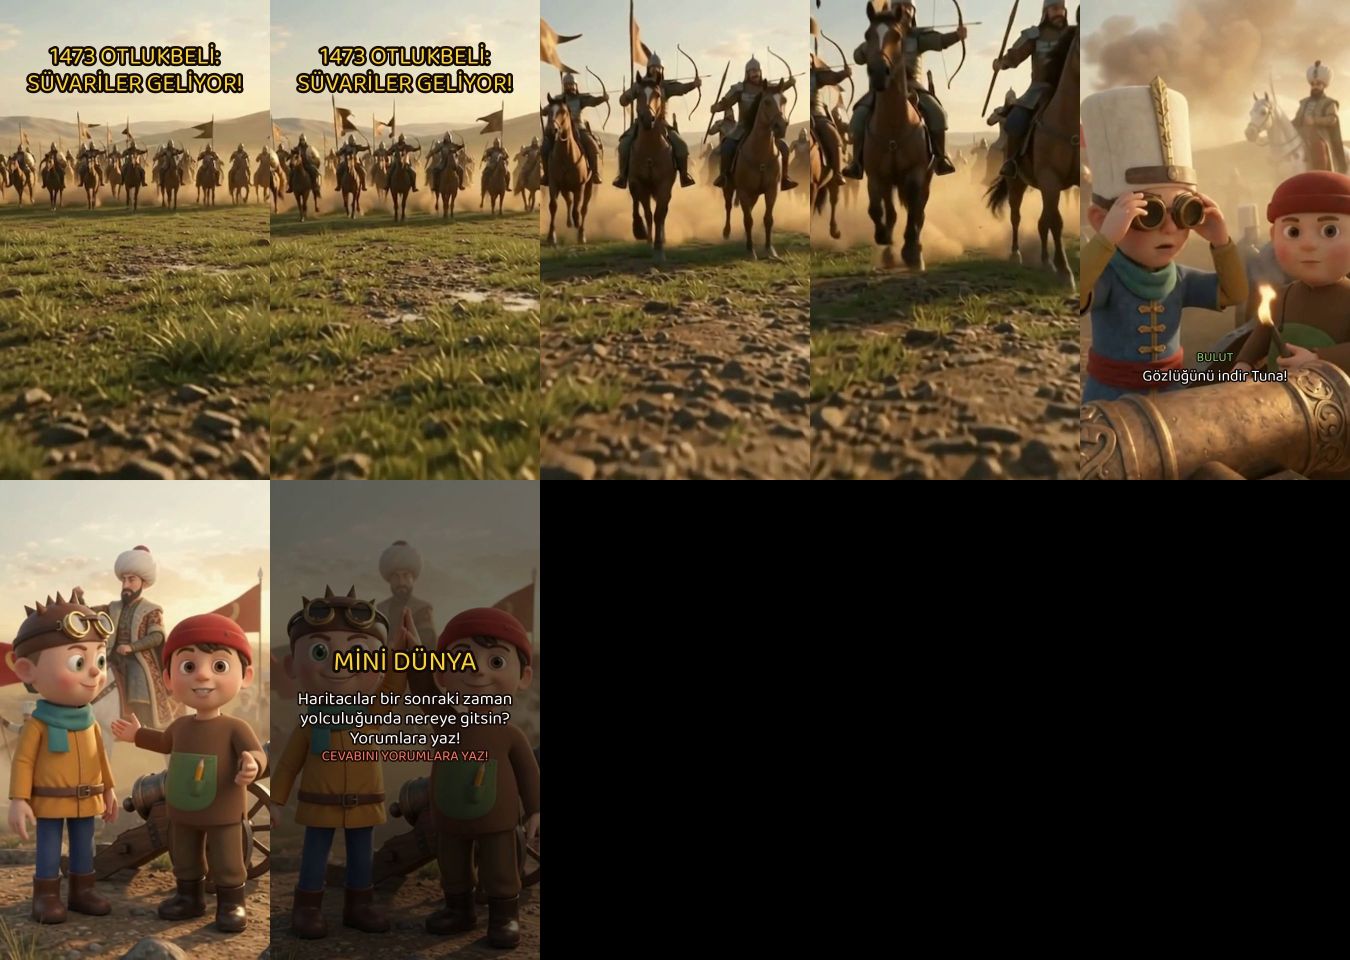 1473 OTLUKBELİ:
SÜVARİLER GELİYOR!
1473 OTLUKBELİ:
SÜVARİLER GELİYOR!
BULUT
Gözlüğünü indir Tuna!
MİNİ DÜNYA
Haritacılar bir sonraki zaman
yolculuğunda nereye gitsin?
Yorumlara yaz!
CEVABINI YORUMLARA YAZ!